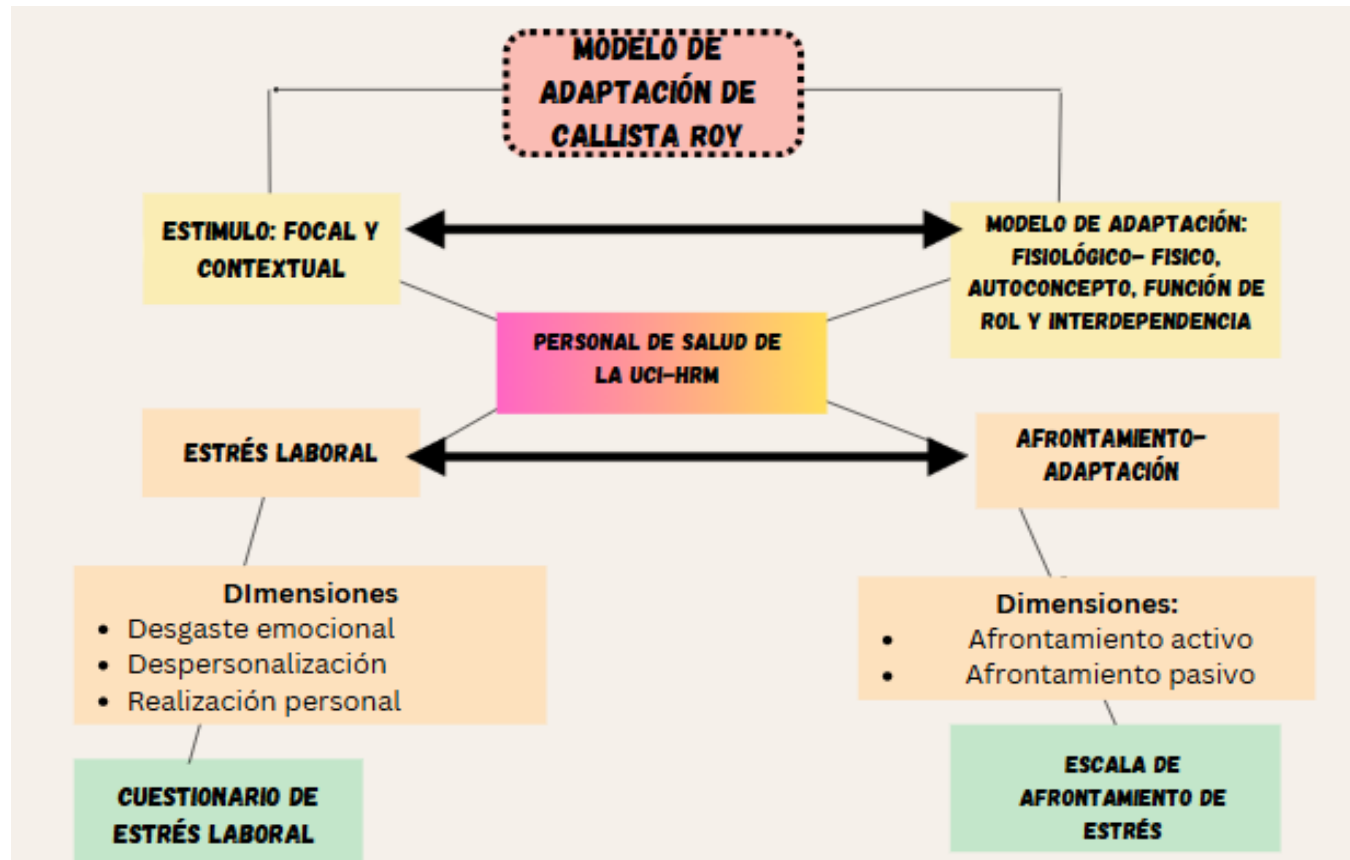 MODELO DE
ADAPTACIÓN DE
CALLISTA ROY
ESTIMULO: FOCAL Y
CONTEXTUAL
MODELO DE ADAPTACIÓN:
FISIOLÓGICO– FISICO,
AUTOCONCEPTO, FUNCIÓN DE
ROL Y INTERDEPENDENCIA
PERSONAL DE SALUD DE
LA UCI–HRM
ESTRÉS LABORAL
AFRONTAMIENTO–
ADAPTACIÓN
DImensiones
• Desgaste emocional
• Despersonalización
• Realización personal
Dimensiones:
• Afrontamiento activo
• Afrontamiento pasivo
CUESTIONARIO DE
ESTRÉS LABORAL
ESCALA DE
AFRONTAMIENTO DE
ESTRÉS